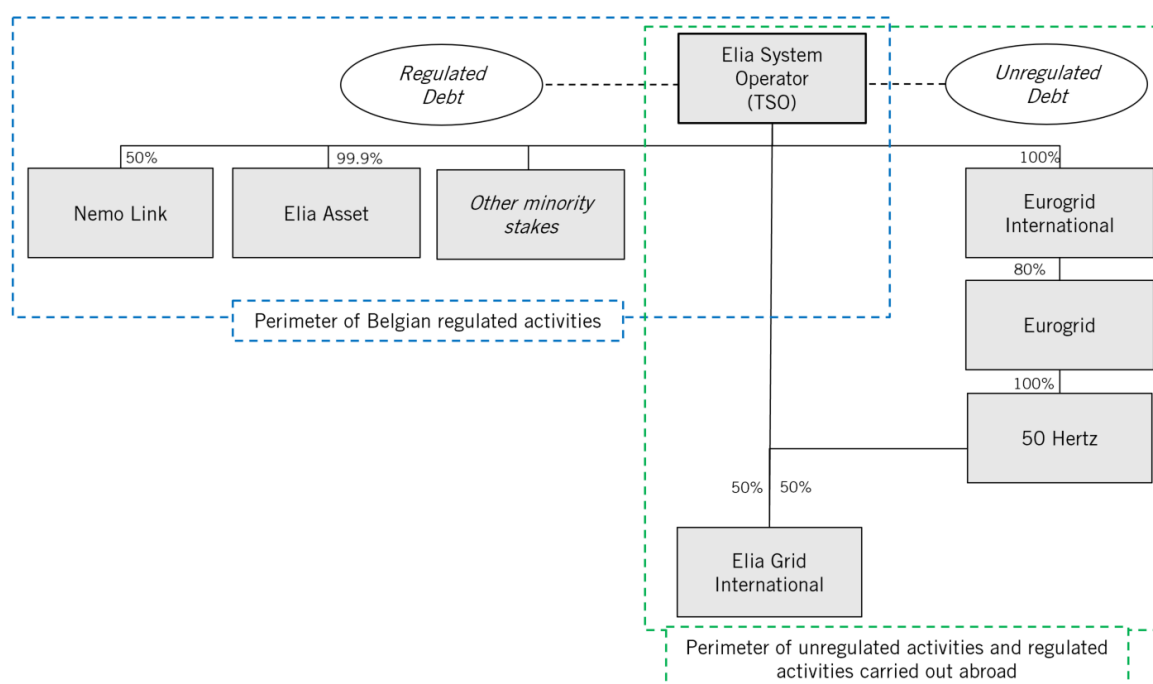 Elia System
Operator
(TSO)
Regulated
Debt
Unregulated
Debt
50%
99.9%
100%
Nemo Link
Elia Asset
Other minority
stakes
Eurogrid
International
80%
Perimeter of Belgian regulated activities
Eurogrid
100%
50 Hertz
50%
50%
Elia Grid
International
Perimeter of unregulated activities and regulated
activities carried out abroad